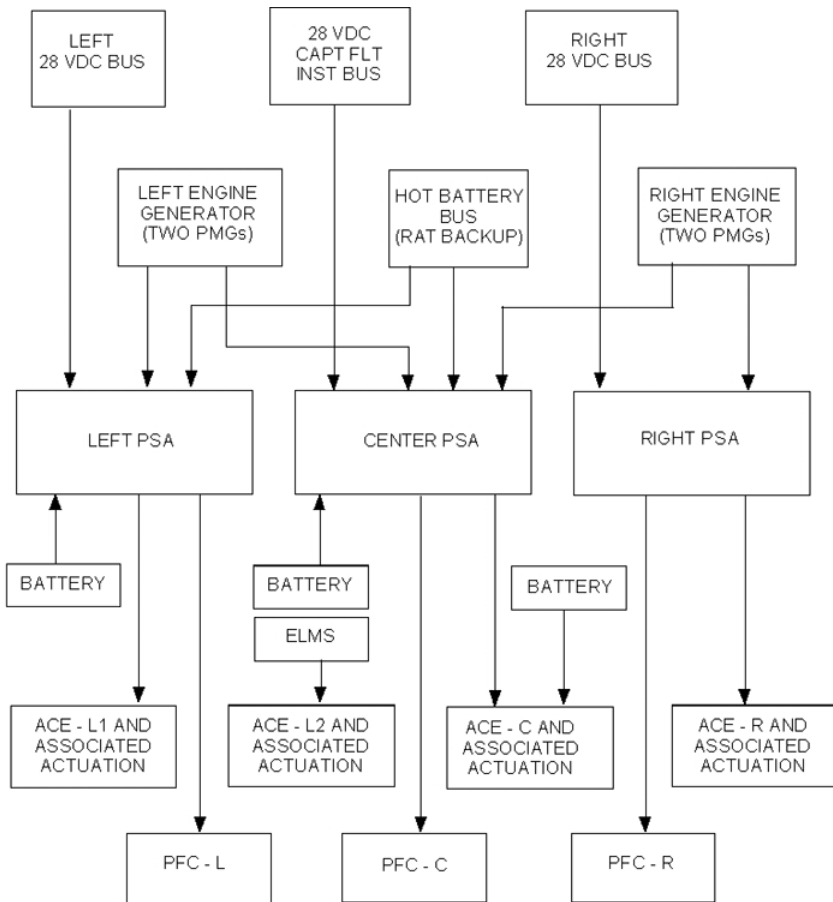 LEFT
28 VDC BUS
28 VDC
CAPT FLT
INST BUS
RIGHT
28 VDC BUS
LEFT ENGINE
GENERATOR
(TWO PMGs)
HOT BATTERY
BUS
(RAT BACKUP)
RIGHT ENGINE
GENERATOR
(TWO PMGs)
LEFT PSA
CENTER PSA
RIGHT PSA
BATTERY
BATTERY
BATTERY
ELMS
ACE - L1 AND
ASSOCIATED
ACTUATION
ACE - L2 AND
ASSOCIATED
ACTUATION
ACE - C AND
ASSOCIATED
ACTUATION
ACE - R AND
ASSOCIATED
ACTUATION
PFC - L
PFC - C
PFC - R